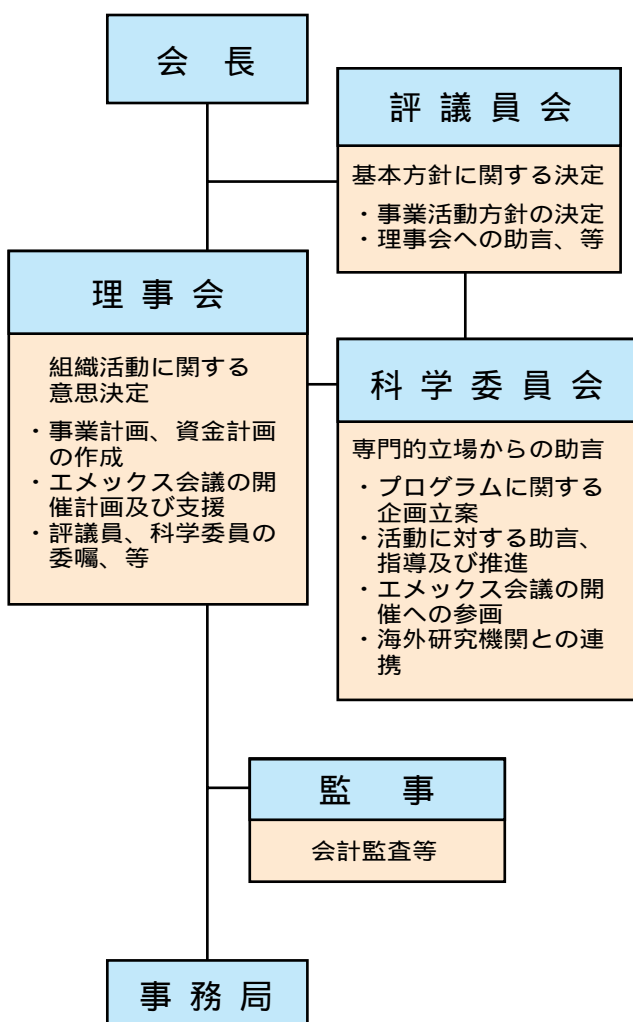 会長
評議員会
基本方針に関する決定
・事業活動方針の決定
・理事会への助言、等
理事会
組織活動に関する
意思決定
・事業計画、資金計画
の作成
・エメックス会議の開
催計画及び支援
・評議員、科学委員の
委嘱、等
科学委員会
専門的立場からの助言
・プログラムに関する
企画立案
・活動に対する助言、
指導及び推進
・エメックス会議の開
催への参画
・海外研究機関との連
携
監事
会計監査等
事務局